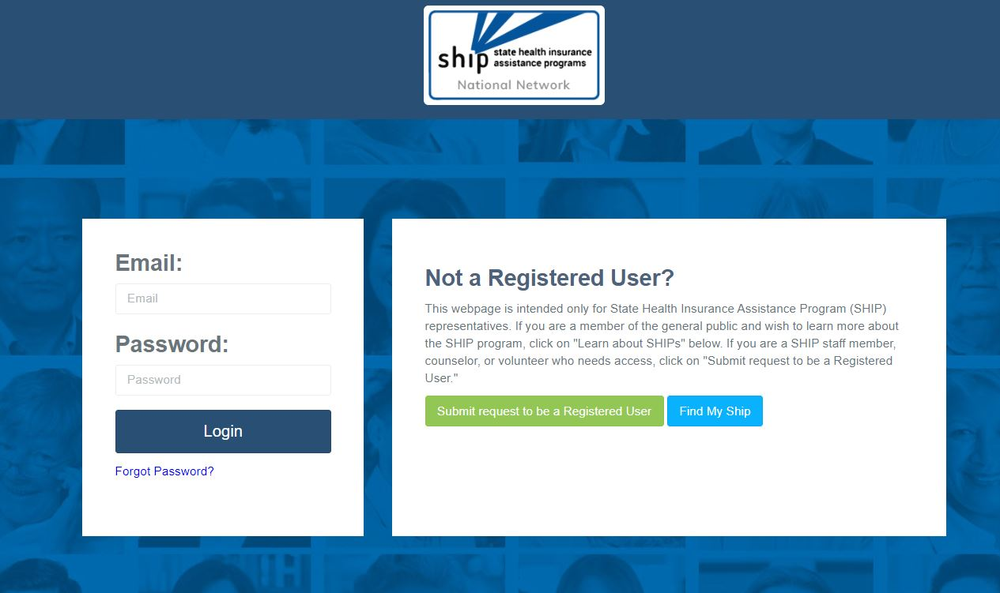 ship state health insurance
assistance programs
National Network
Email:
Email
Password:
Password
Login
Forgot Password?
Not a Registered User?
This webpage is intended only for State Health Insurance Assistance Program (SHIP)
representatives. If you are a member of the general public and wish to learn more about
the SHIP program, click on "Learn about SHIPs" below. If you are a SHIP staff member,
counselor, or volunteer who needs access, click on "Submit request to be a Registered
User."
Submit request to be a Registered User
Find My Ship